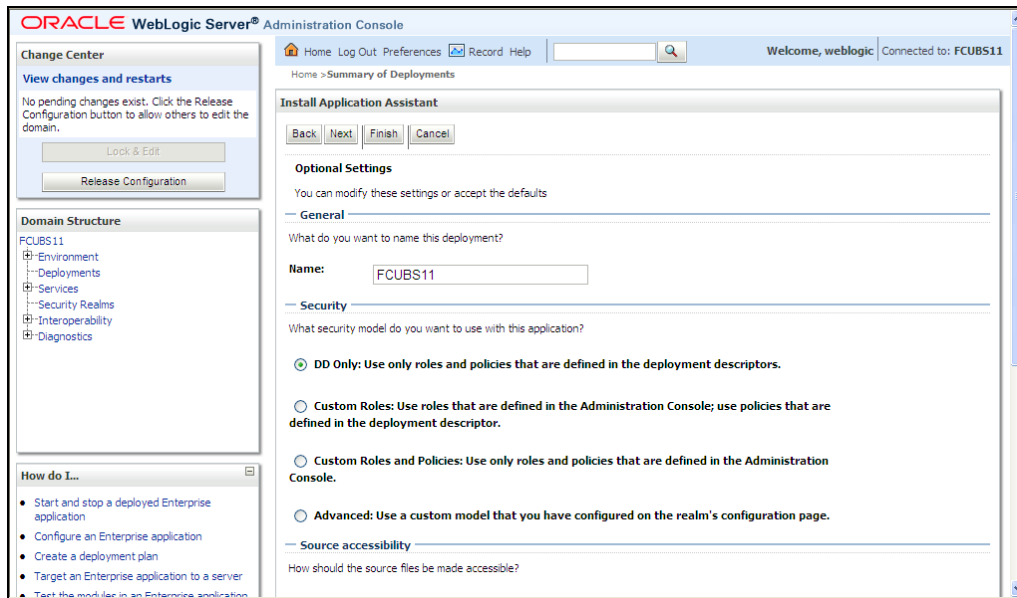 ORACLE WebLogic Server® Administration Console
Change Center
View changes and restarts
No pending changes exist. Click the Release
Configuration button to allow others to edit the
domain.
Lock & Edit
Release Configuration
Domain Structure
FCUBS11
Environment
Deployments
Services
Security Realms
Interoperability
Diagnostics
How do I...
Start and stop a deployed Enterprise
application
Configure an Enterprise application
Create a deployment plan
Target an Enterprise application to a server
Test the modules in an Enterprise application
Home Log Out Preferences Record Help
Welcome, weblogic Connected to: FCUBS11
Home >Summary of Deployments
Install Application Assistant
Back Next Finish Cancel
Optional Settings
You can modify these settings or accept the defaults
General
What do you want to name this deployment?
Name: FCUBS11
Security
What security model do you want to use with this application?
DD Only: Use only roles and policies that are defined in the deployment descriptors.
Custom Roles: Use roles that are defined in the Administration Console; use policies that are
defined in the deployment descriptor.
Custom Roles and Policies: Use only roles and policies that are defined in the Administration
Console.
Advanced: Use a custom model that you have configured on the realm's configuration page.
Source accessibility
How should the source files be made accessible?